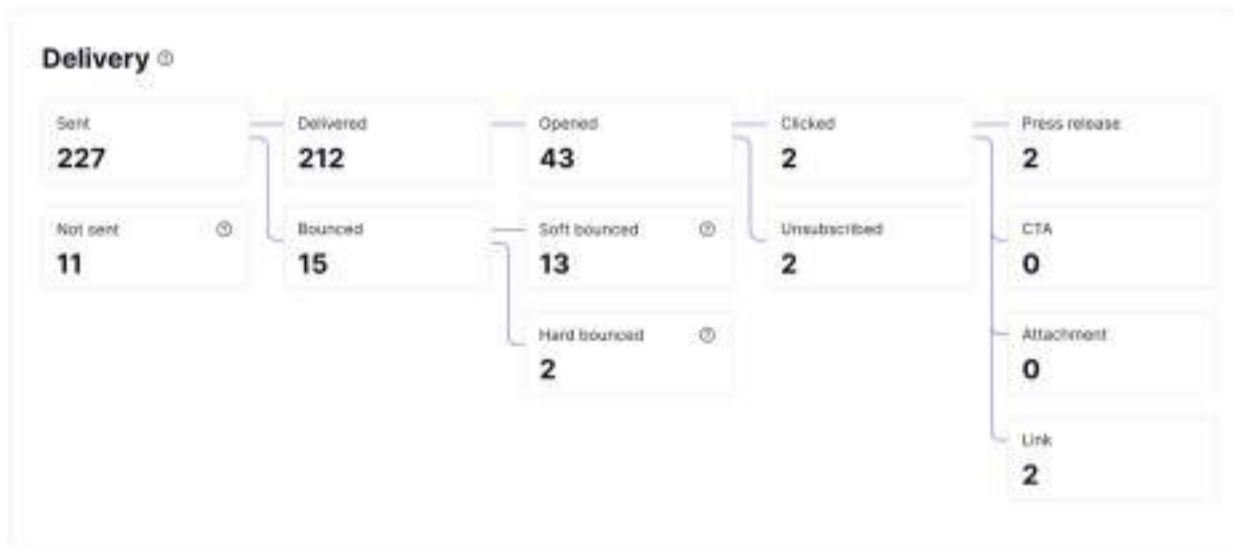 Delivery
Sent
227
Delivered
212
Opened
43
Clicked
2
Press release
2
Not sent
11
Bounced
15
Soft bounced
13
Unsubscribed
2
CTA
0
Hard bounced
2
Attachment
0
Link
2